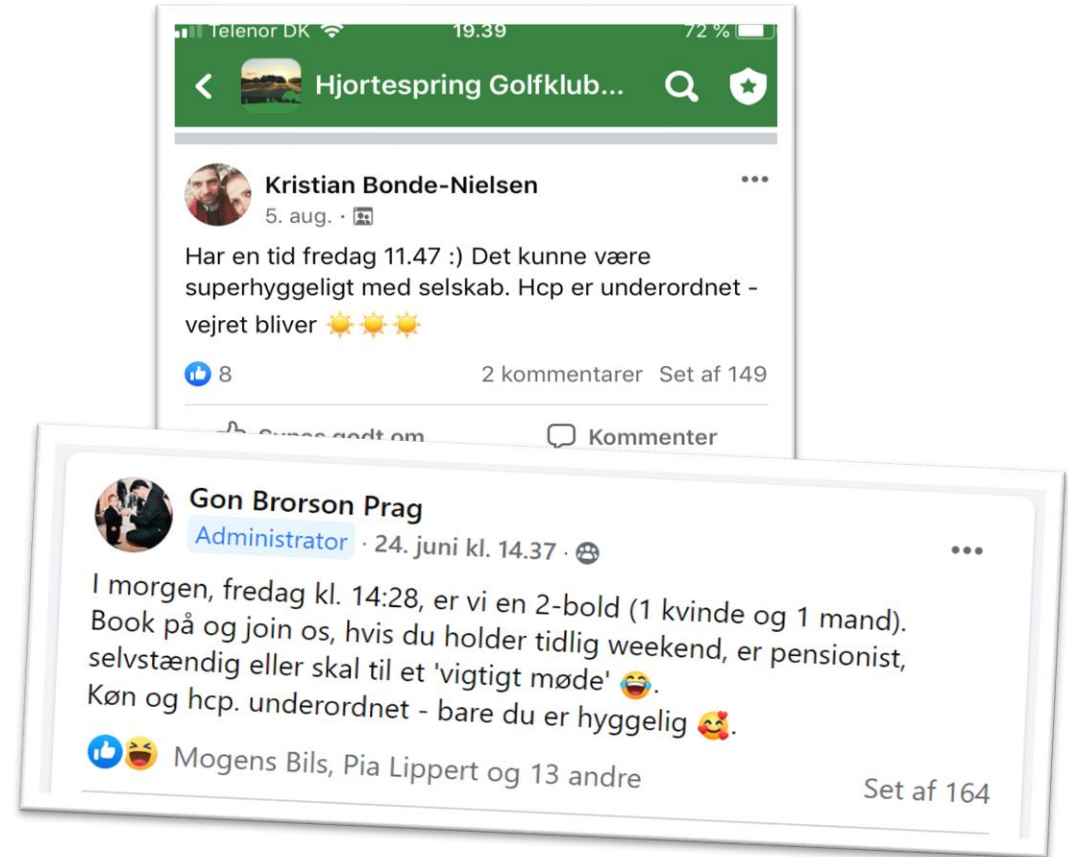 Telenor DK 19.39 72 %
Hjortespring Golfklub...
Kristian Bonde-Nielsen
5. aug. ·
Har en tid fredag 11.47 :) Det kunne være
superhyggeligt med selskab. Hcp er underordnet -
vejret bliver ☀️☀️☀️
8 2 kommentarer Set af 149
Synes godt om Kommenter
Gon Brorson Prag
Administrator · 24. juni kl. 14.37 ·
I morgen, fredag kl. 14:28, er vi en 2-bold (1 kvinde og 1 mand).
Book på og join os, hvis du holder tidlig weekend, er pensionist,
selvstændig eller skal til et 'vigtigt møde' 😂.
Køn og hcp. underordnet - bare du er hyggelig 🥰.
Mogens Bils, Pia Lippert og 13 andre
Set af 164